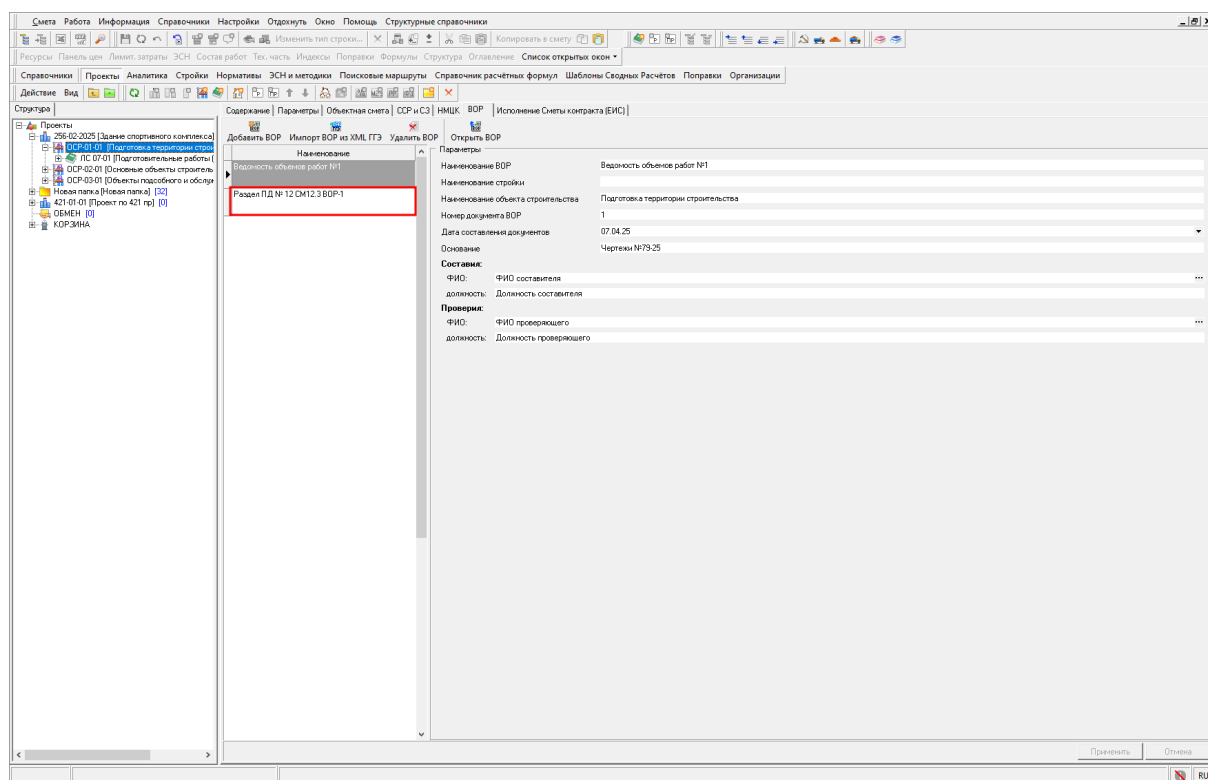 Смета Работа Информация Справочники Настройки Отдохнуть Окно Помощь Структурные справочники
Изменить тип строки... Копировать в смету
Ресурсы Панель цен Лимит. затраты ЭСН Состав работ Тех. часть Индексы Поправки Формулы Структура Оглавление Список открытых окон
Справочники Проекты Аналитика Стройки Нормативы ЭСН и методики Поисковые маршруты Справочник расчётных формул Шаблоны Сводных Расчётов Поправки Организации
Действие Вид
Структура
Содержание Параметры Объектная смета ССР и СЗ НМЦК ВОР Исполнение Сметы контракта (ЕИС)
Проекты
256-02-2025 [Здание спортивного комплекса]
ОСР-01-01 [Подготовка территории строи
ЛС 07-01 [Подготовительные работы (
ОСР-02-01 [Основные объекты строитель
ОСР-03-01 [Объекты подсобного и обслуж
Новая папка [Новая папка] [32]
421-01-01 [Проект по 421 пр] [0]
ОБМЕН [0]
КОРЗИНА
Добавить ВОР Импорт ВОР из XML ГГЭ Удалить ВОР Открыть ВОР
Наименование
Ведомость объемов работ №1
Раздел ПД № 12 СМ12.3 ВОР-1
Параметры
Наименование ВОР Ведомость объемов работ №1
Наименование стройки
Наименование объекта строительства Подготовка территории строительства
Номер документа ВОР 1
Дата составления документов 07.04.25
Основание Чертежи №79-25
Составил:
ФИО: ФИО составителя
должность: Должность составителя
Проверил:
ФИО: ФИО проверяющего
должность: Должность проверяющего
Применить Отмена
RU